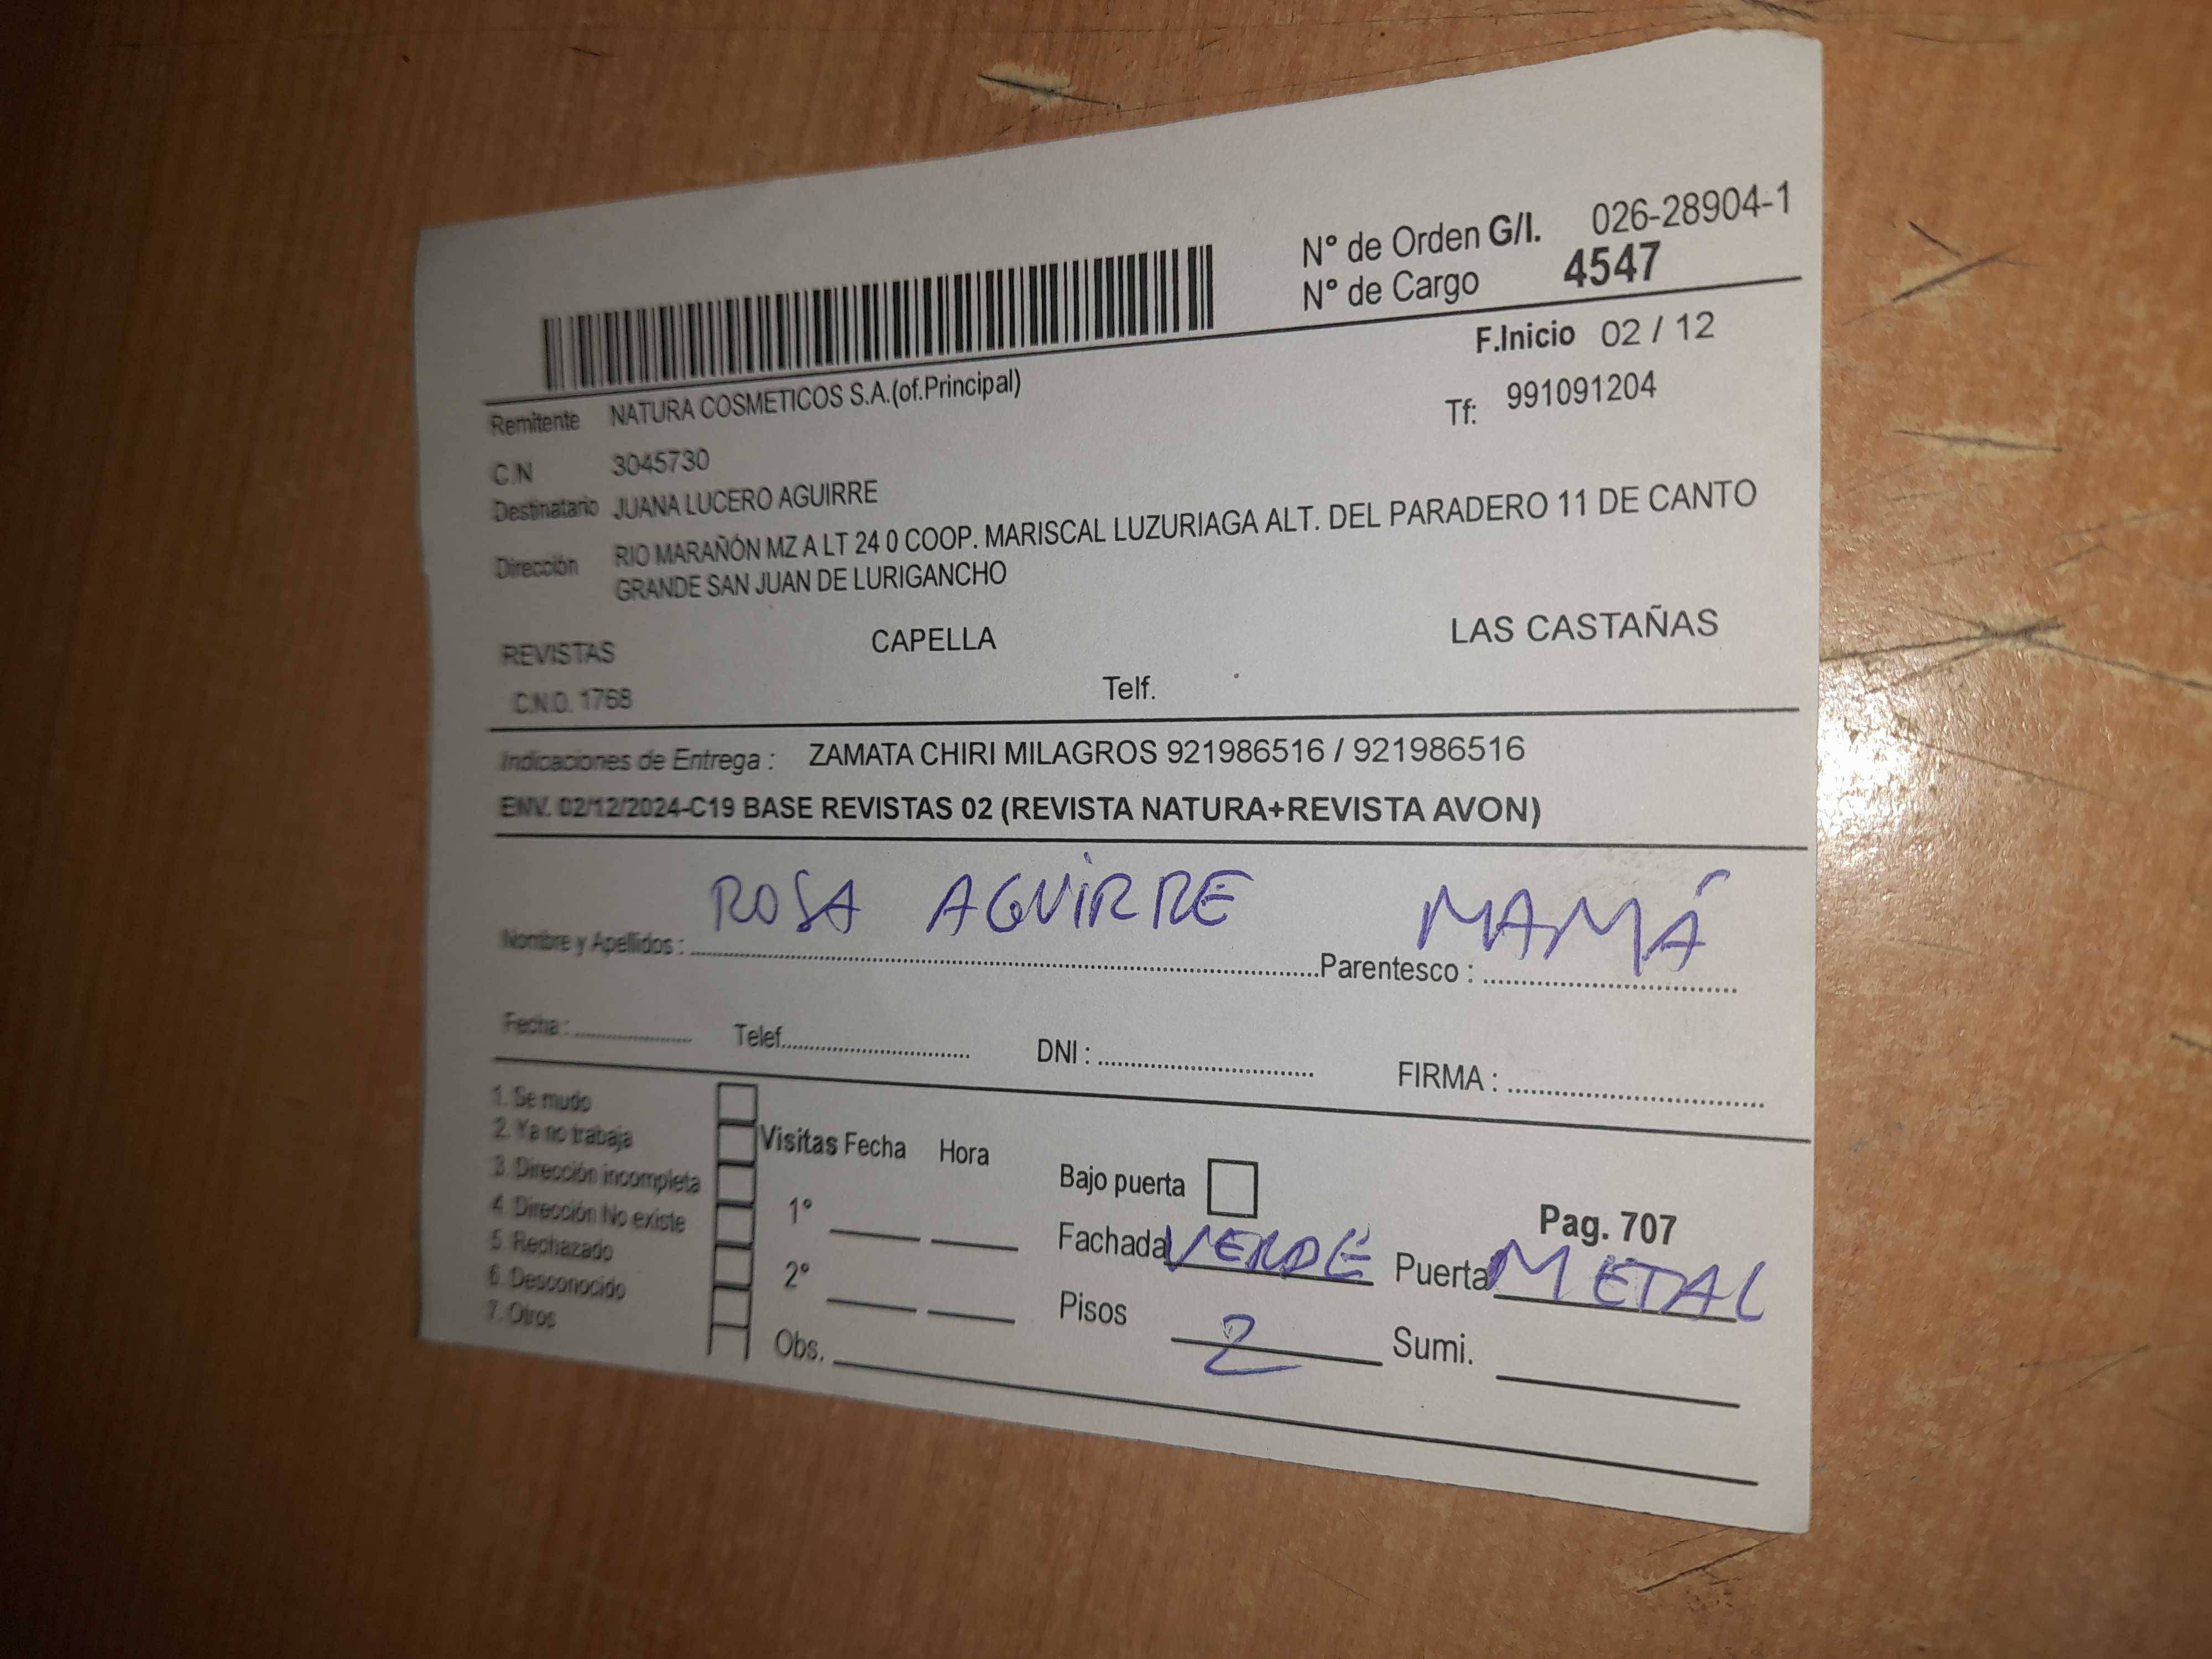 N° de Orden G/I. 026-28904-1
N° de Cargo 4547
F.Inicio 02 / 12
Remitente NATURA COSMETICOS S.A.(of.Principal)
Tf: 991091204
C.N 3045730
Destinatario JUANA LUCERO AGUIRRE
Dirección RIO MARAÑÓN MZ A LT 24 0 COOP. MARISCAL LUZURIAGA ALT. DEL PARADERO 11 DE CANTO
GRANDE SAN JUAN DE LURIGANCHO
REVISTAS CAPELLA LAS CASTAÑAS
C.N.O. 1768 Telf.
Indicaciones de Entrega : ZAMATA CHIRI MILAGROS 921986516 / 921986516
ENV. 02/12/2024-C19 BASE REVISTAS 02 (REVISTA NATURA+REVISTA AVON)
Nombre y Apellidos : ROSA AGUIRRE Parentesco : MAMÁ
Fecha : Telef. DNI : FIRMA :
1. Se mudo
2. Ya no trabaja
3. Dirección incompleta
4. Dirección No existe
5. Rechazado
6. Desconocido
7. Otros
Visitas Fecha Hora
1°
2°
Obs.
Bajo puerta
Pag. 707
Fachada VERDE Puerta METAL
Pisos 2 Sumi.